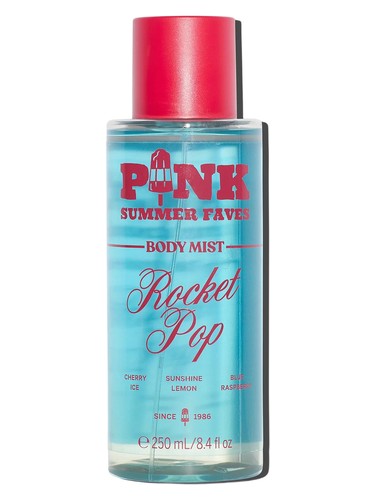 PINK
SUMMER FAVES
BODY MIST
Rocket
Pop
CHERRY ICE
SUNSHINE LEMON
BLUE RASPBERRY
SINCE 1986
℮ 250 mL/8.4 fl oz